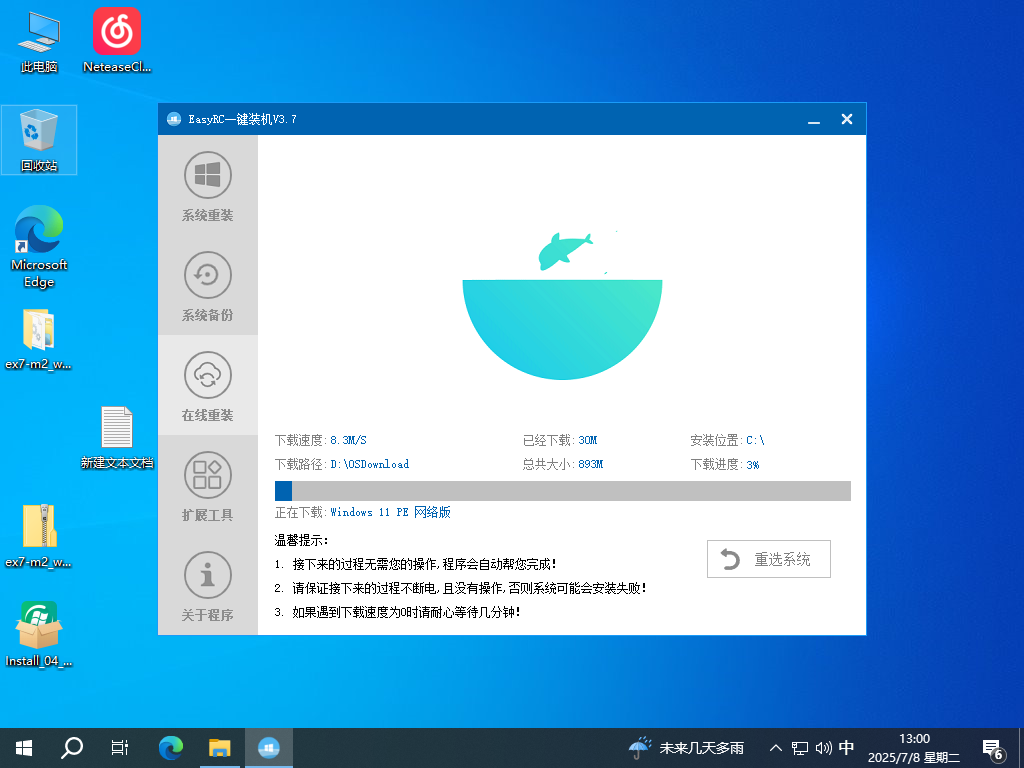 此电脑
NeteaseCl...
回收站
Microsoft
Edge
ex7-m2_w...
新建文本文档
ex7-m2_w...
Install_04_...
EasyRC一键装机V3.7
系统重装
系统备份
在线重装
扩展工具
关于程序
下载速度: 8.3M/S
已经下载: 30M
安装位置: C:\
下载路径: D:\OSDownload
总共大小: 893M
下载进度: 3%
正在下载: Windows 11 PE 网络版
温馨提示:
1. 接下来的过程无需您的操作,程序会自动帮您完成!
2. 请保证接下来的过程不断电,且没有操作,否则系统可能会安装失败!
3. 如果遇到下载速度为0时请耐心等待几分钟!
重选系统
未来几天多雨
中
13:00
2025/7/8 星期二
6